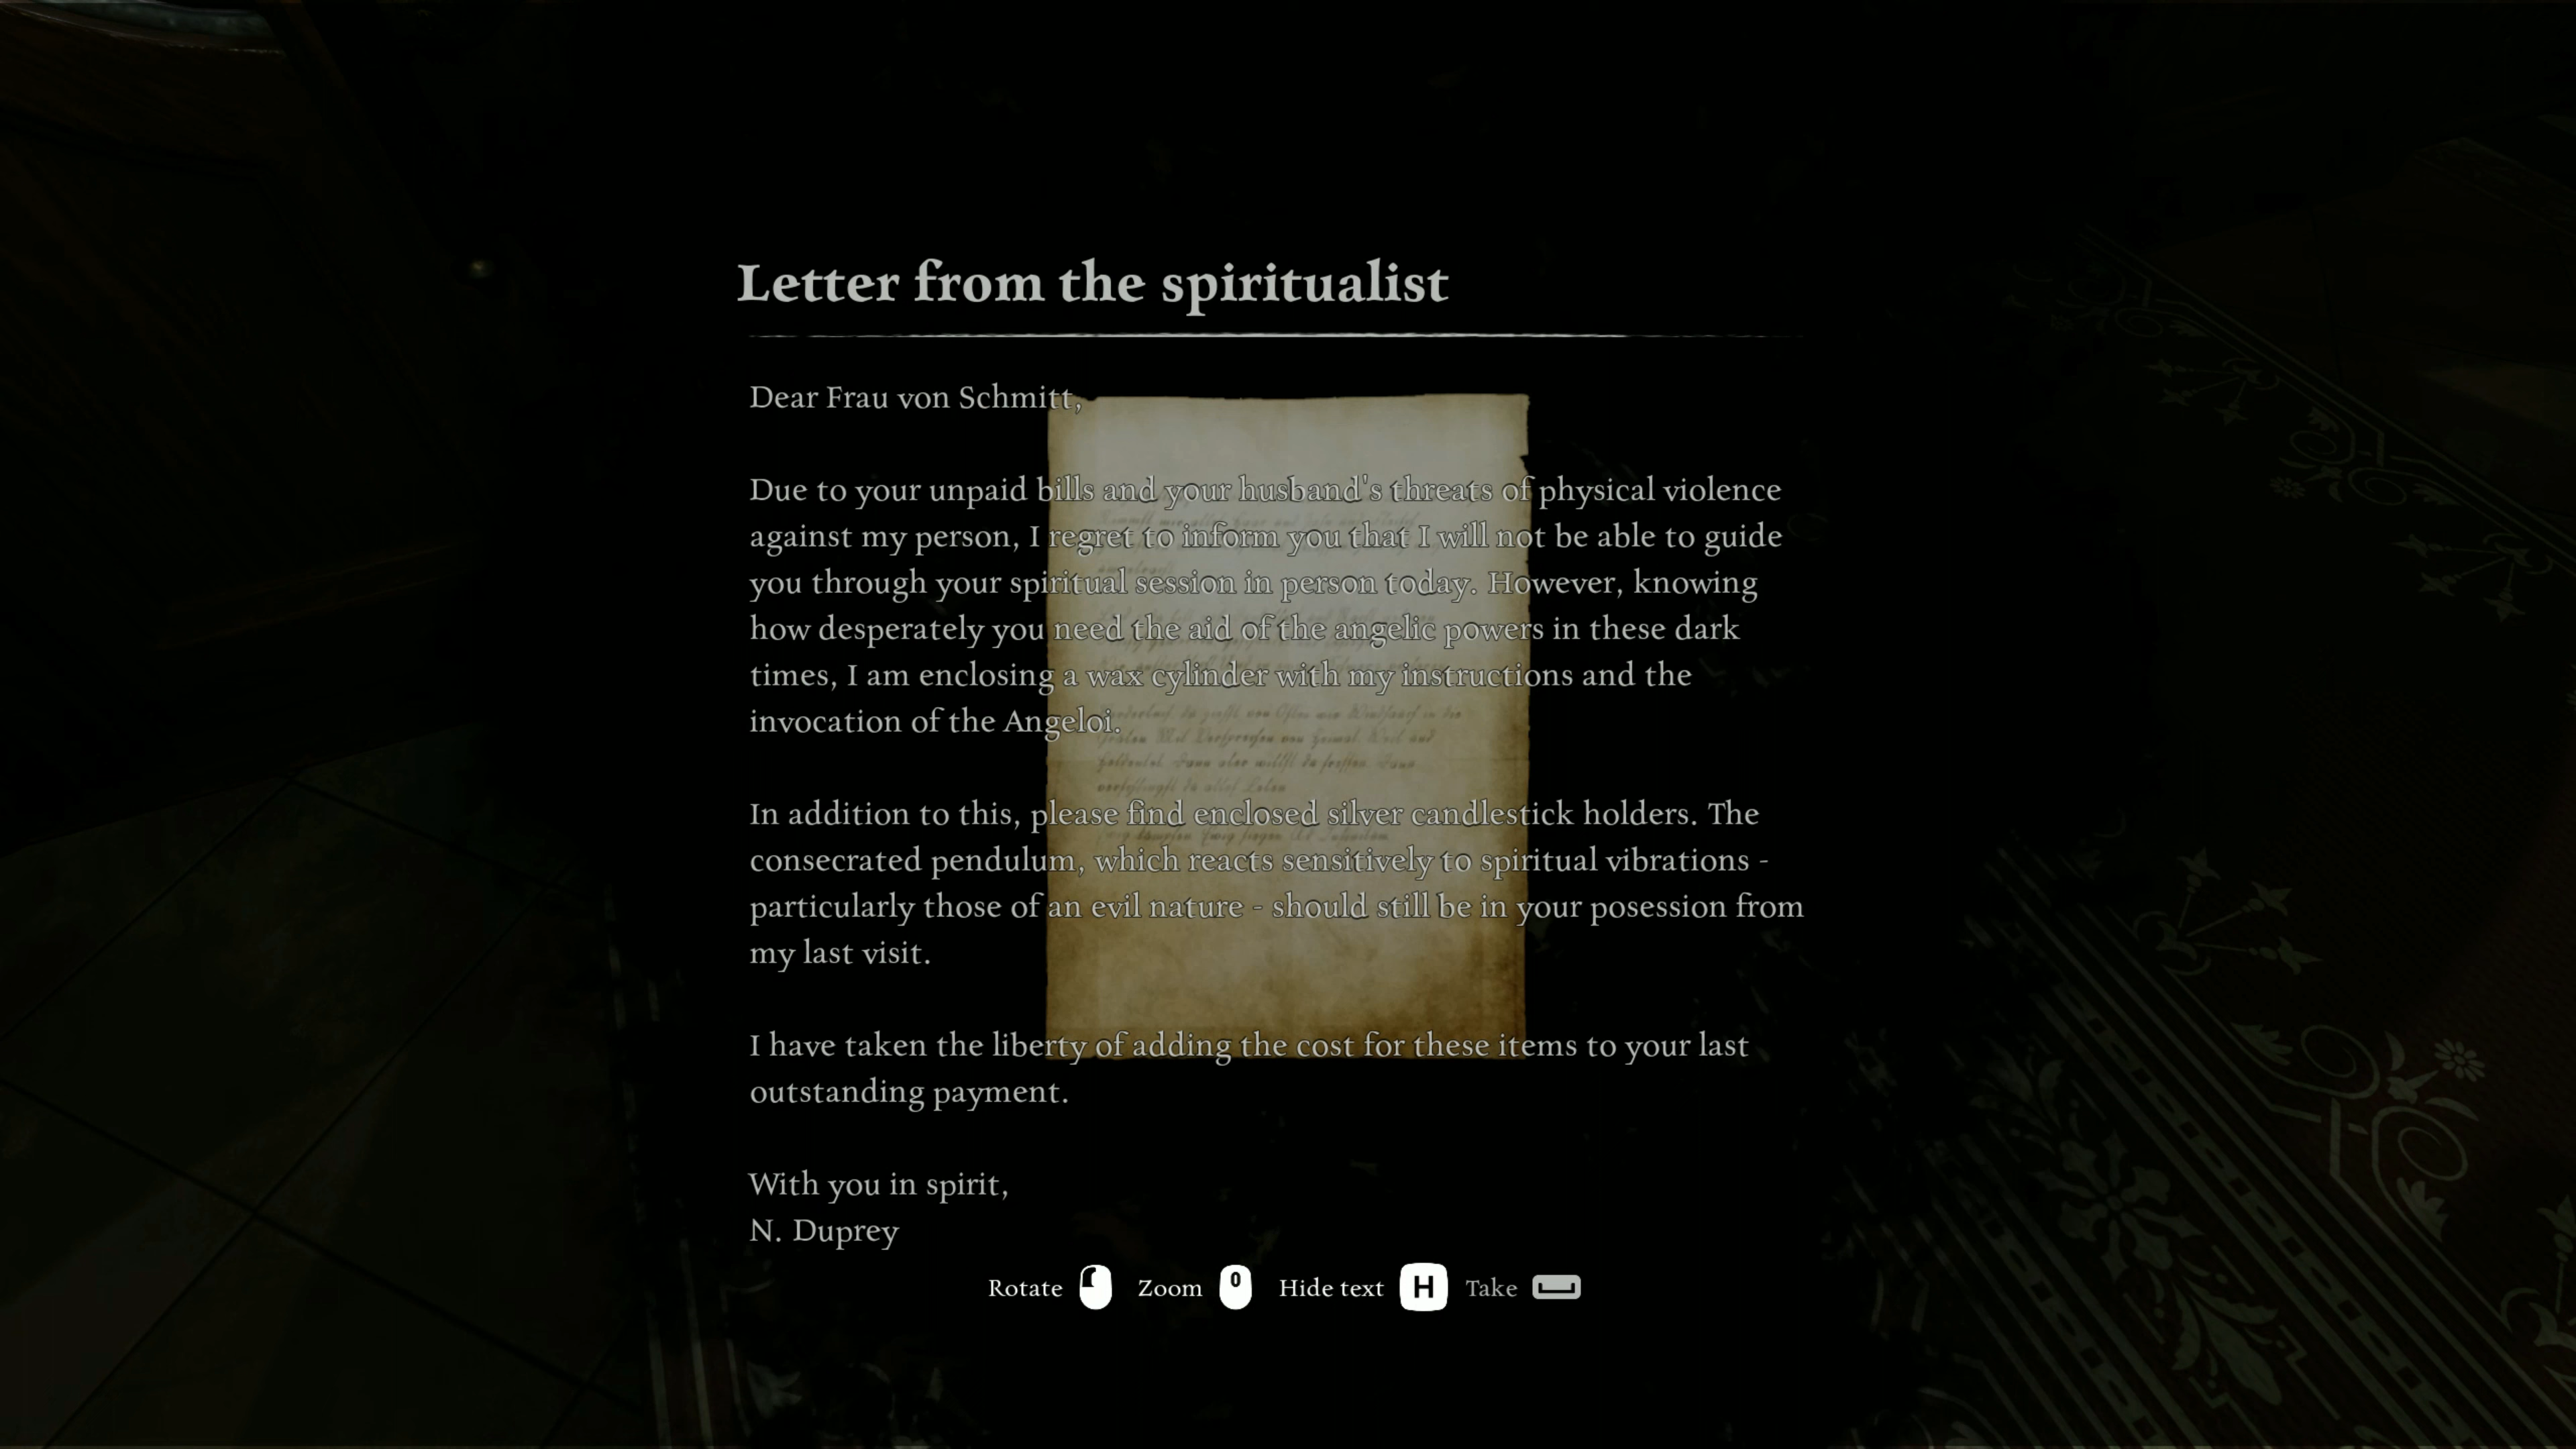 Letter from the spiritualist
Dear Frau von Schmitt,
Due to your unpaid bills and your husband's threats of physical violence
against my person, I regret to inform you that I will not be able to guide
you through your spiritual session in person today. However, knowing
how desperately you need the aid of the angelic powers in these dark
times, I am enclosing a wax cylinder with my instructions and the
invocation of the Angeloi.
In addition to this, please find enclosed silver candlestick holders. The
consecrated pendulum, which reacts sensitively to spiritual vibrations -
particularly those of an evil nature - should still be in your posession from
my last visit.
I have taken the liberty of adding the cost for these items to your last
outstanding payment.
With you in spirit,
N. Duprey
Rotate Zoom 0 Hide text H Take